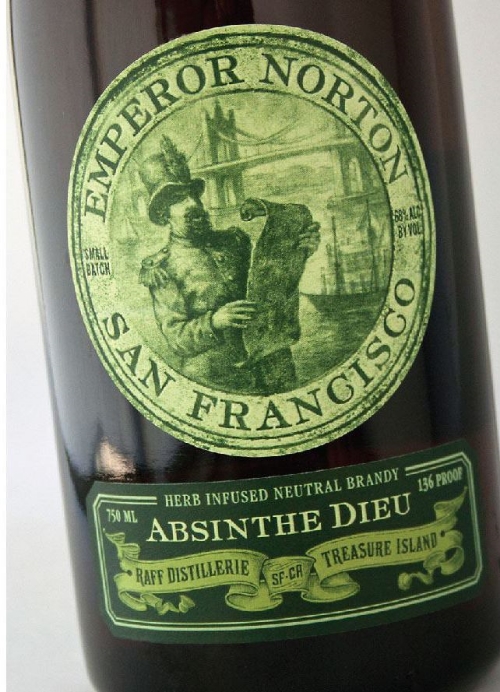 EMPEROR NORTON
SMALL
BATCH
68% ALC
BY VOL
SAN FRANCISCO
HERB INFUSED NEUTRAL BRANDY
750 ML
136 PROOF
ABSINTHE DIEU
RAFF DISTILLERIE
SF-CA
TREASURE ISLAND